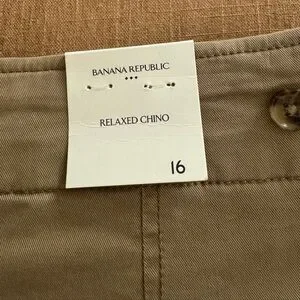 BANANA REPUBLIC
RELAXED CHINO
16